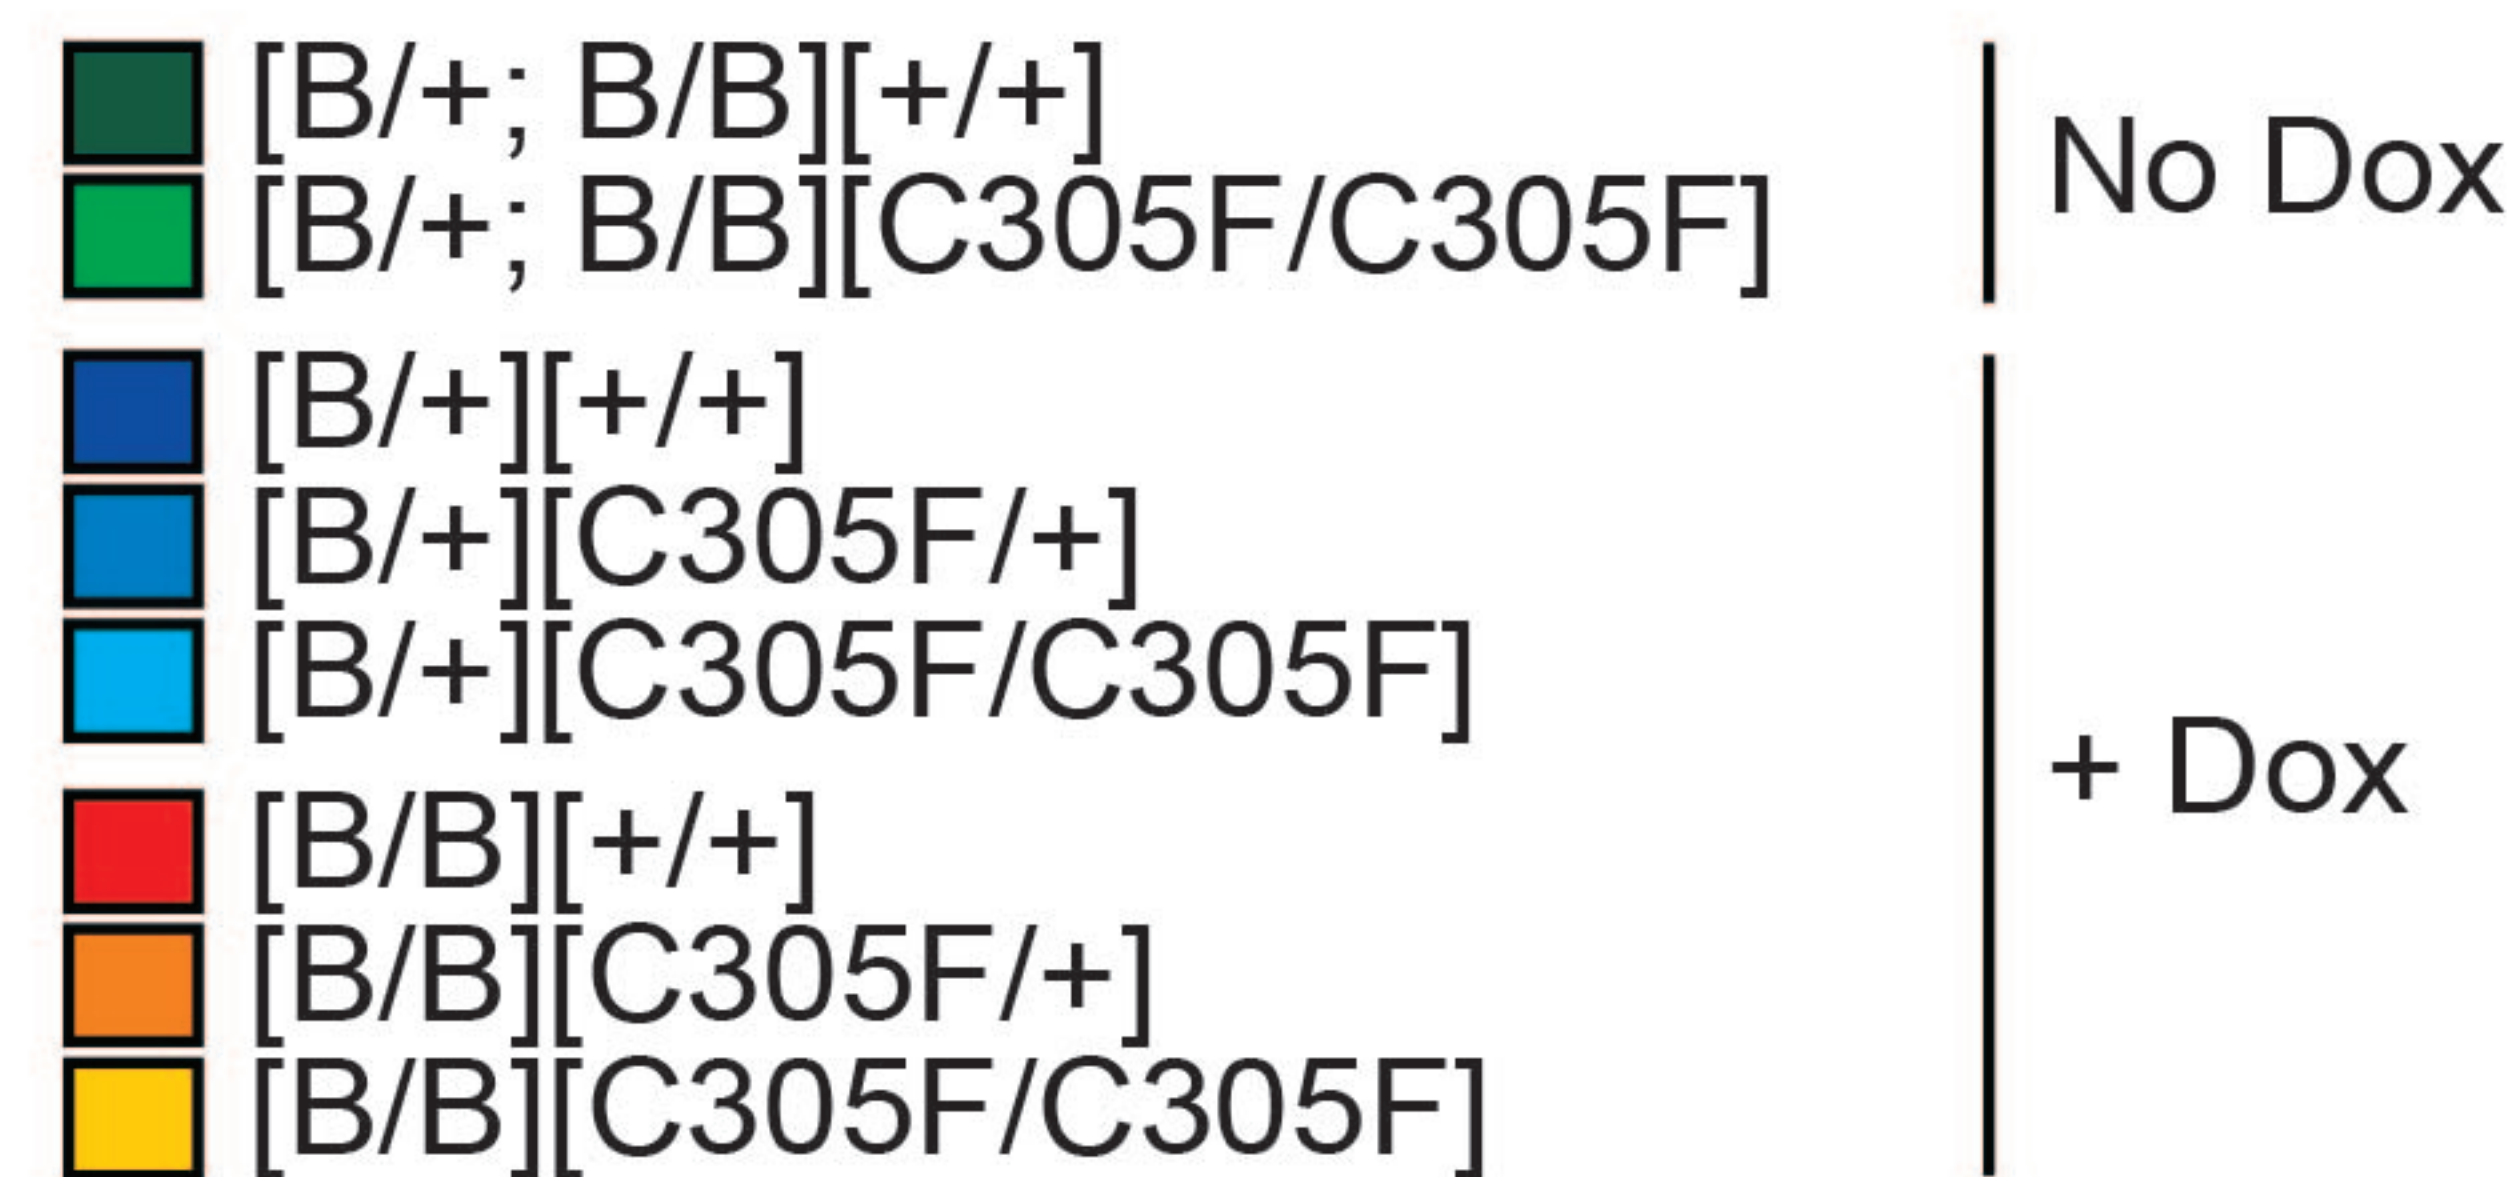 [B/+; B/B][+/+]
[B/+; B/B][C305F/C305F]
No Dox
[B/+][+/+]
[B/+][C305F/+]
[B/+][C305F/C305F]
[B/B][+/+]
[B/B][C305F/+]
[B/B][C305F/C305F]
+ Dox